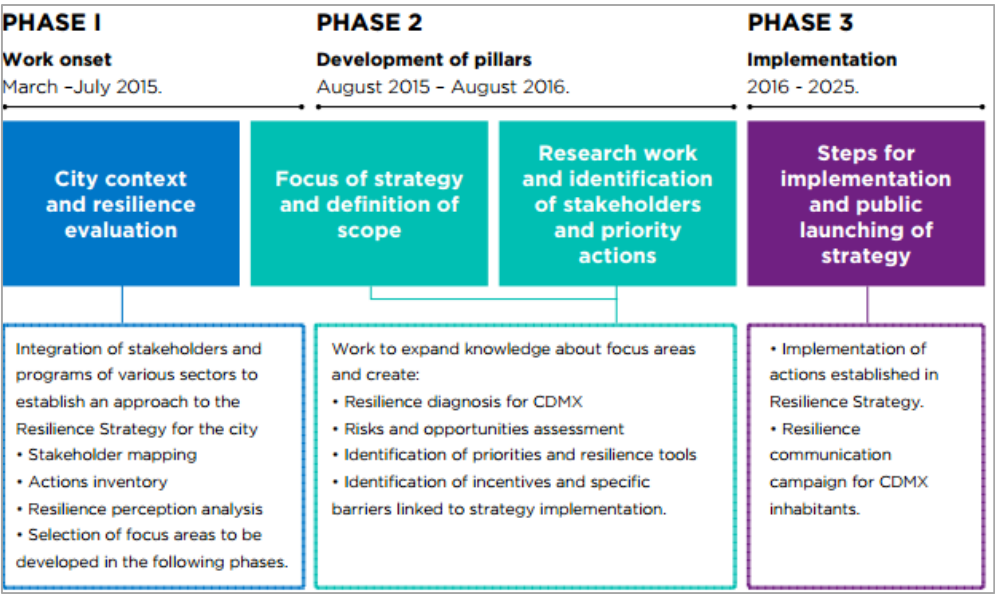 PHASE I
Work onset
March –July 2015.
PHASE 2
Development of pillars
August 2015 – August 2016.
PHASE 3
Implementation
2016 - 2025.
City context
and resilience
evaluation
Focus of strategy
and definition of
scope
Research work
and identification
of stakeholders
and priority
actions
Steps for
implementation
and public
launching of
strategy
Integration of stakeholders and
programs of various sectors to
establish an approach to the
Resilience Strategy for the city
• Stakeholder mapping
• Actions inventory
• Resilience perception analysis
• Selection of focus areas to be
developed in the following phases.
Work to expand knowledge about focus areas
and create:
• Resilience diagnosis for CDMX
• Risks and opportunities assessment
• Identification of priorities and resilience tools
• Identification of incentives and specific
barriers linked to strategy implementation.
• Implementation of
actions established in
Resilience Strategy.
• Resilience
communication
campaign for CDMX
inhabitants.